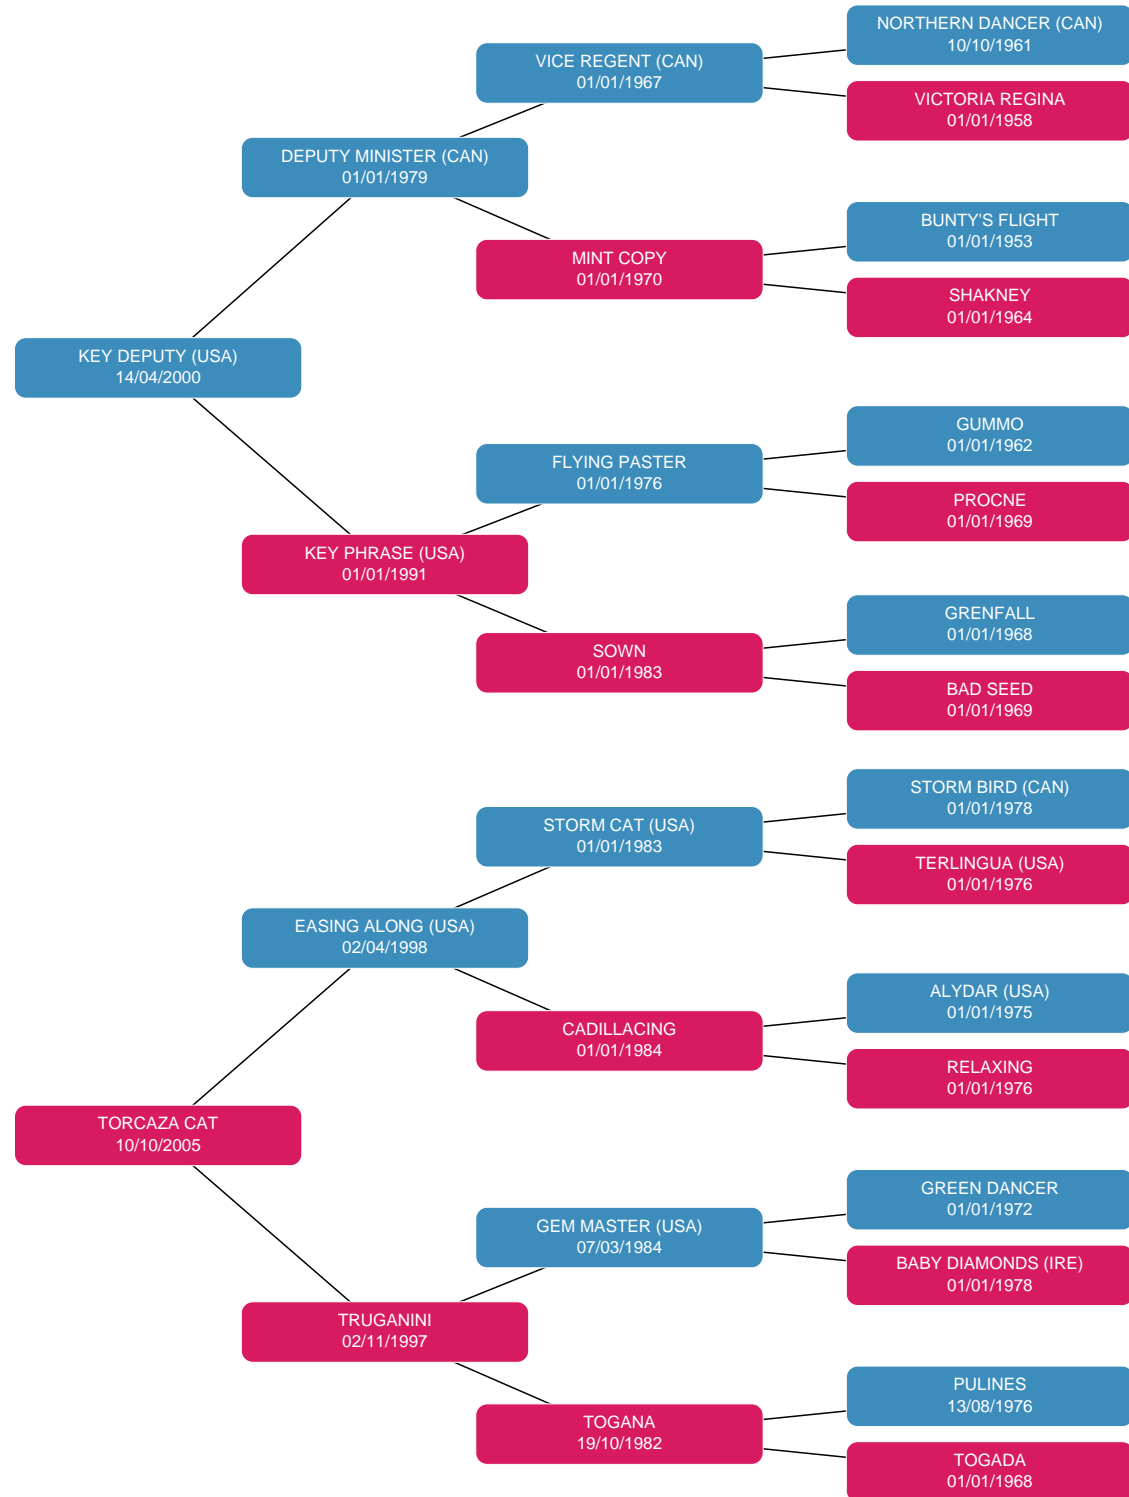 NORTHERN DANCER (CAN)
10/10/1961
VICE REGENT (CAN)
01/01/1967
VICTORIA REGINA
01/01/1958
DEPUTY MINISTER (CAN)
01/01/1979
BUNTY'S FLIGHT
01/01/1953
MINT COPY
01/01/1970
SHAKNEY
01/01/1964
KEY DEPUTY (USA)
14/04/2000
GUMMO
01/01/1962
FLYING PASTER
01/01/1976
PROCNE
01/01/1969
KEY PHRASE (USA)
01/01/1991
GRENFALL
01/01/1968
SOWN
01/01/1983
BAD SEED
01/01/1969
STORM BIRD (CAN)
01/01/1978
STORM CAT (USA)
01/01/1983
TERLINGUA (USA)
01/01/1976
EASING ALONG (USA)
02/04/1998
ALYDAR (USA)
01/01/1975
CADILLACING
01/01/1984
RELAXING
01/01/1976
TORCAZA CAT
10/10/2005
GREEN DANCER
01/01/1972
GEM MASTER (USA)
07/03/1984
BABY DIAMONDS (IRE)
01/01/1978
TRUGANINI
02/11/1997
PULINES
13/08/1976
TOGANA
19/10/1982
TOGADA
01/01/1968